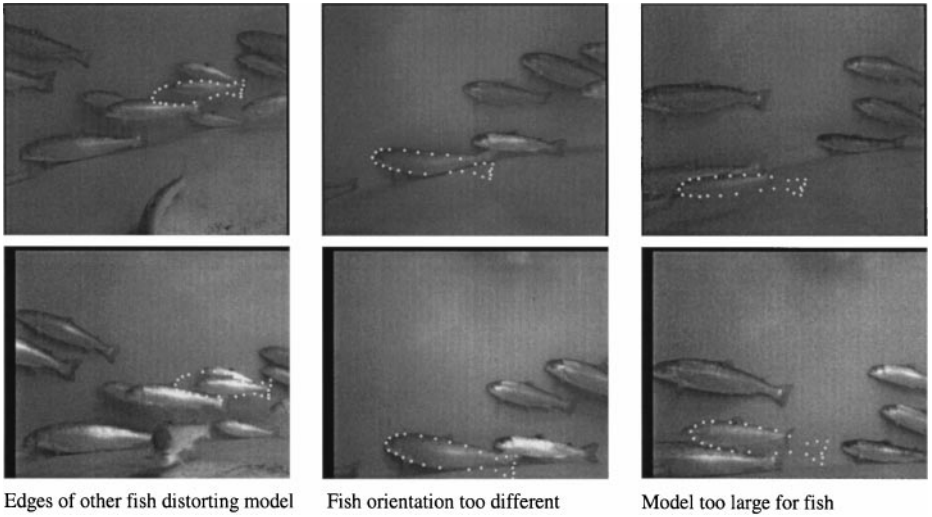 Edges of other fish distorting model
Fish orientation too different
Model too large for fish